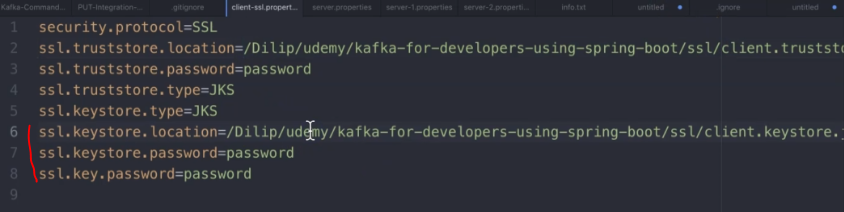 Kafka-Command... PUT-Integration-... .gitignore client-ssl.propert... server.properties server-1.properties server-2.properti... info.txt untitled .ignore untitled
1 security.protocol=SSL
2 ssl.truststore.location=/Dilip/udemy/kafka-for-developers-using-spring-boot/ssl/client.trustst
3 ssl.truststore.password=password
4 ssl.truststore.type=JKS
5 ssl.keystore.type=JKS
6 ssl.keystore.location=/Dilip/udemy/kafka-for-developers-using-spring-boot/ssl/client.keystore.
7 ssl.keystore.password=password
8 ssl.key.password=password
9